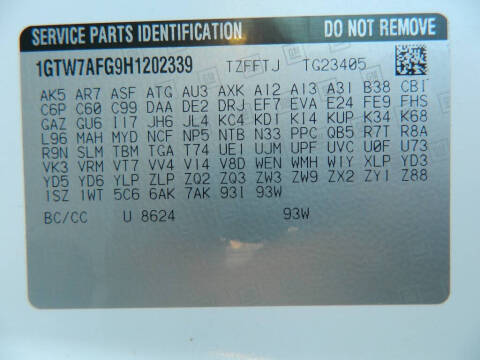 SERVICE PARTS IDENTIFICATION DO NOT REMOVE
1GTW7AFG9H1202339 TZFFTJ TG23405
AK5 AR7 ASF ATG AU3 AXK A12 A13 A31 B38 CBI
C6P C60 C99 DAA DE2 DRJ EF7 EVA E24 FE9 FHS
GAZ GU6 I17 JH6 JL4 KC4 KDI K14 KUP K34 K68
L96 MAH MYD NCF NP5 NTB N33 PPC QB5 R7T R8A
R9N SLM TBM TGA T74 UE1 UJM UPF UVC U0F U73
VK3 VRM VT7 VV4 V14 V8D WEN WMH WIY XLP YD3
YD5 YD6 YLP ZLP ZQ2 ZQ3 ZW3 ZW9 ZX2 ZY1 Z88
1SZ 1WT 5C6 6AK 7AK 93I 93W
BC/CC U 8624 93W